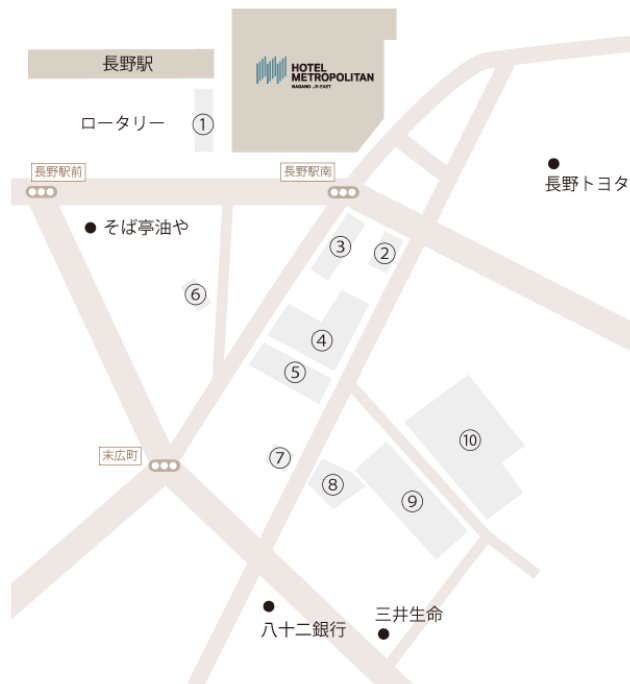 長野駅
HOTEL
METROPOLITAN
NAGANO JR-EAST
ロータリー
①
長野駅前
長野駅南
長野トヨタ
そば亭油や
③
②
⑥
④
⑤
⑩
末広町
⑦
⑧
⑨
三井生命
八十二銀行